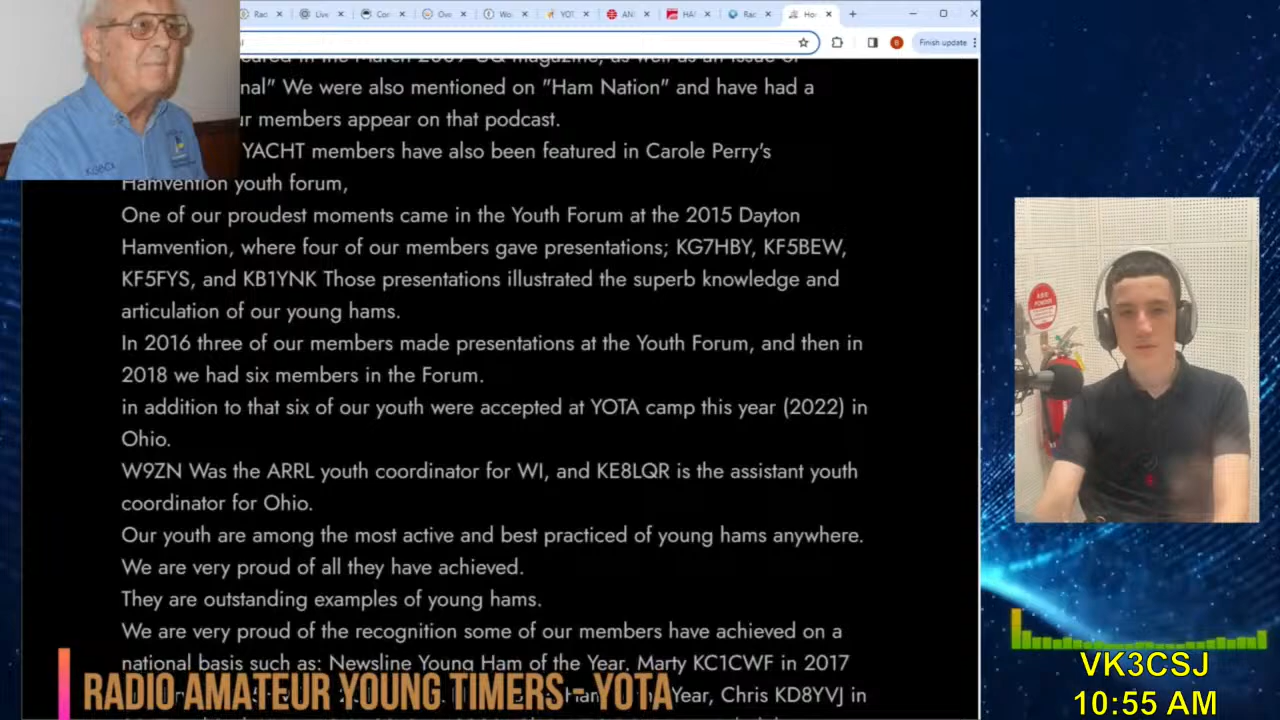 Rad
Live
Con
Ove
Wo
YOT
AN
HAM
Rac
Ho
Finish update
nal" We were also mentioned on "Ham Nation" and have had a
r members appear on that podcast.
YACHT members have also been featured in Carole Perry's
Hamvention youth forum,
One of our proudest moments came in the Youth Forum at the 2015 Dayton
Hamvention, where four of our members gave presentations; KG7HBY, KF5BEW,
KF5FYS, and KB1YNK Those presentations illustrated the superb knowledge and
articulation of our young hams.
In 2016 three of our members made presentations at the Youth Forum, and then in
2018 we had six members in the Forum.
in addition to that six of our youth were accepted at YOTA camp this year (2022) in
Ohio.
W9ZN Was the ARRL youth coordinator for WI, and KE8LQR is the assistant youth
coordinator for Ohio.
Our youth are among the most active and best practiced of young hams anywhere.
We are very proud of all they have achieved.
They are outstanding examples of young hams.
We are very proud of the recognition some of our members have achieved on a
national basis such as: Newsline Young Ham of the Year, Marty KC1CWF in 2017
Year, Chris KD8YVJ in
RADIO AMATEUR YOUNG TIMERS - YOTA
VK3CSJ
10:55 AM